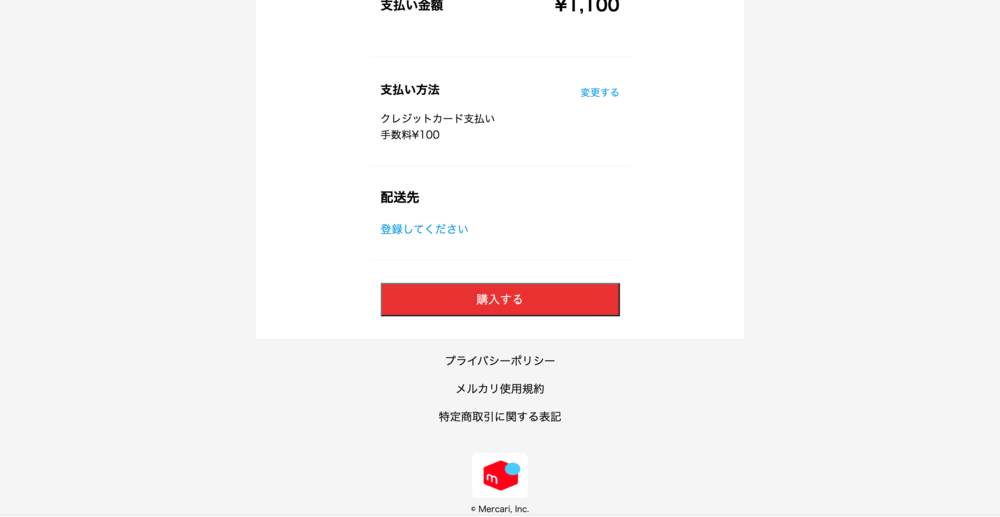 支払い金額
¥1,100
支払い方法
変更する
クレジットカード支払い
手数料¥100
配送先
登録してください
購入する
プライバシーポリシー
メルカリ使用規約
特定商取引に関する表記
m
© Mercari, Inc.